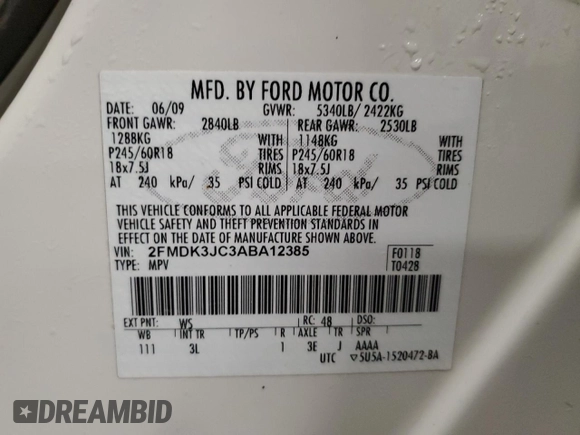 MFD. BY FORD MOTOR CO.
DATE: 06/09 GVWR: 5340LB/ 2422KG
FRONT GAWR: 2840LB REAR GAWR: 2530LB
1288KG WITH 1148KG WITH
P245/60R18 TIRES P245/60R18 TIRES
18x7.5J RIMS 18x7.5J RIMS
AT 240 kPa/ 35 PSI COLD AT 240 kPa/ 35 PSI COLD
Ford
THIS VEHICLE CONFORMS TO ALL APPLICABLE FEDERAL MOTOR
VEHICLE SAFETY AND THEFT PREVENTION STANDARDS IN
EFFECT ON THE DATE OF MANUFACTURE SHOWN ABOVE.
VIN: 2FMDK3JC3ABA12385 F0118
TYPE: MPV T0428
EXT PNT: WS RC: 48 DSO:
WB INT TR TP/PS R AXLE TR SPR
111 3L 1 3E J AAAA
UTC ▽5U5A-1520472-BA
DREAMBID